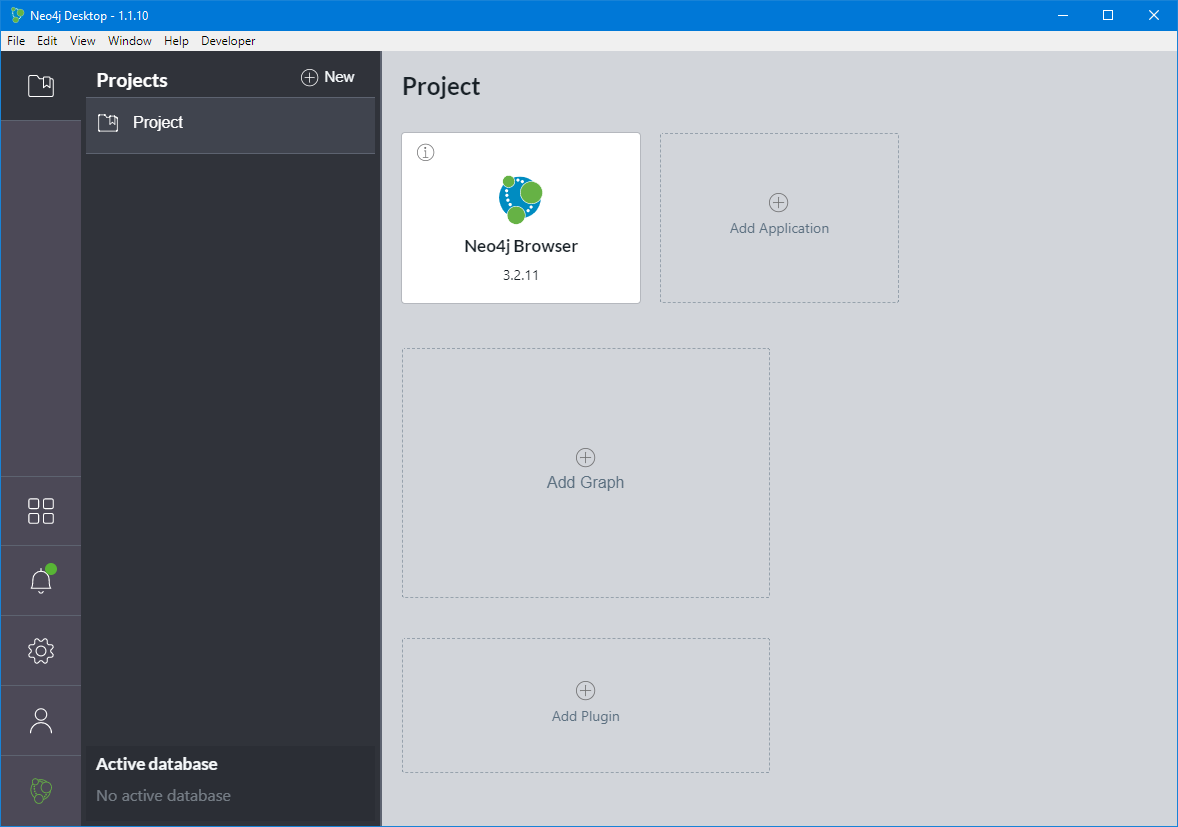 Neo4j Desktop - 1.1.10
File Edit View Window Help Developer
Projects
New
Project
Active database
No active database
Project
Neo4j Browser
3.2.11
Add Application
Add Graph
Add Plugin